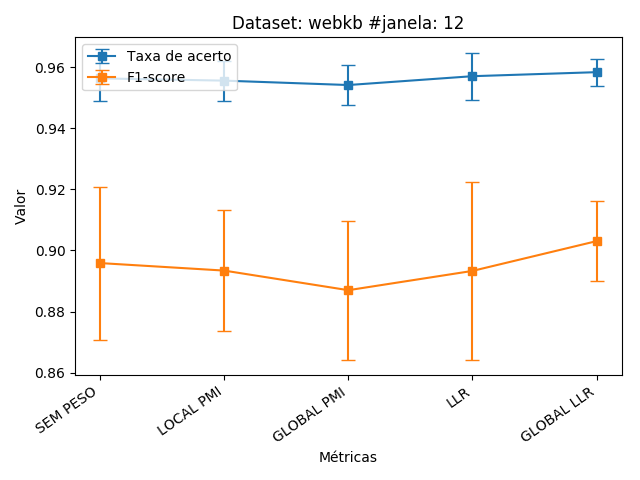 Dataset: webkb #janela: 12
Taxa de acerto
F1-score
Valor
0.96
0.94
0.92
0.90
0.88
0.86
SEM PESO
LOCAL PMI
GLOBAL PMI
LLR
GLOBAL LLR
Métricas